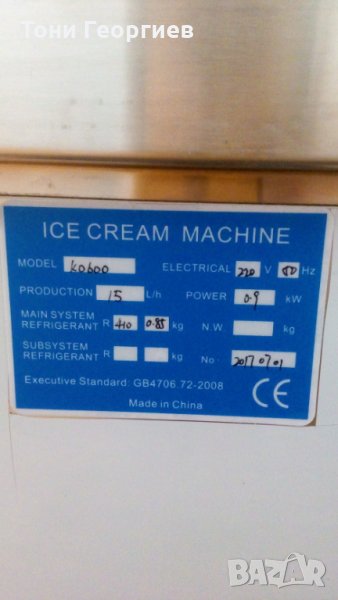 Тони Георгиев
ICE CREAM MACHINE
MODEL K0600 ELECTRICAL 220 V 50 Hz
PRODUCTION 15 L/h POWER 0.9 kW
MAIN SYSTEM REFRIGERANT R 410 0.85 kg N.W. kg
SUBSYSTEM REFRIGERANT R kg No. 20170701
Executive Standard: GB4706.72-2008
CE
Made in China
BAZAR